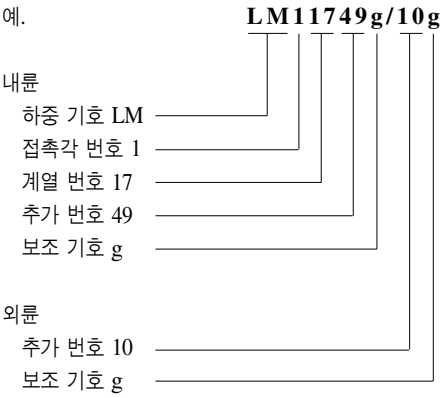 예. LM11749g/10g
내륜
하중 기호 LM
접촉각 번호 1
계열 번호 17
추가 번호 49
보조 기호 g
외륜
추가 번호 10
보조 기호 g